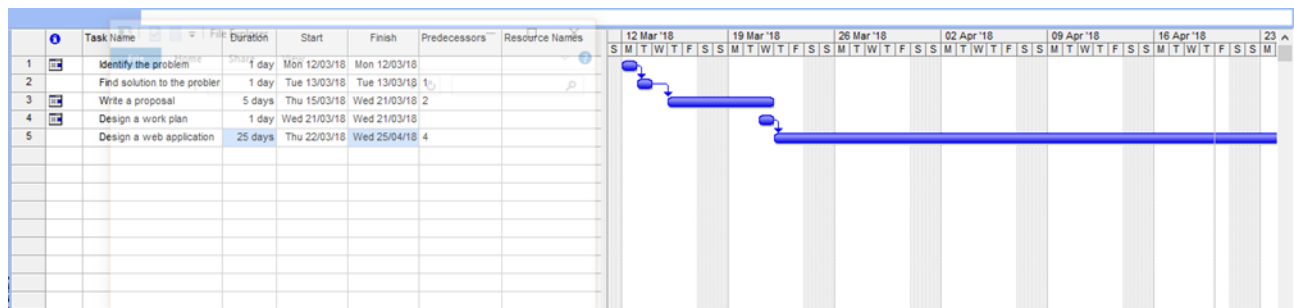 File Explorer
Task Name Duration Start Finish Predecessors Resource Names 12 Mar '18 19 Mar '18 26 Mar '18 02 Apr '18 09 Apr '18 16 Apr '18 23
S M T W T F S S M T W T F S S M T W T F S S M T W T F S S M T W T F S S M T W T F S S M
Home Share
1 Identify the problem 1 day Mon 12/03/18 Mon 12/03/18
2 Find solution to the probler 1 day Tue 13/03/18 Tue 13/03/18 1
3 Write a proposal 5 days Thu 15/03/18 Wed 21/03/18 2
4 Design a work plan 1 day Wed 21/03/18 Wed 21/03/18
5 Design a web application 25 days Thu 22/03/18 Wed 25/04/18 4